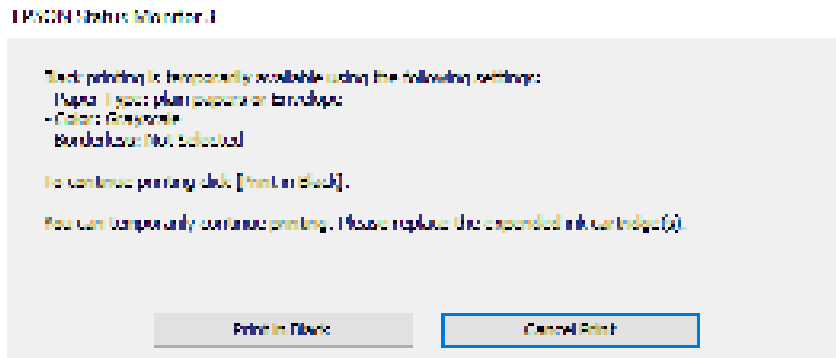 EPSON Status Monitor 3
Black printing is temporarily available using the following settings:
- Paper Type: plain papers or Envelope
- Color: Grayscale
- Borderless: Not Selected
To continue printing click [Print in Black].
You can temporarily continue printing. Please replace the expended ink cartridge(s).
Print in Black
Cancel Print